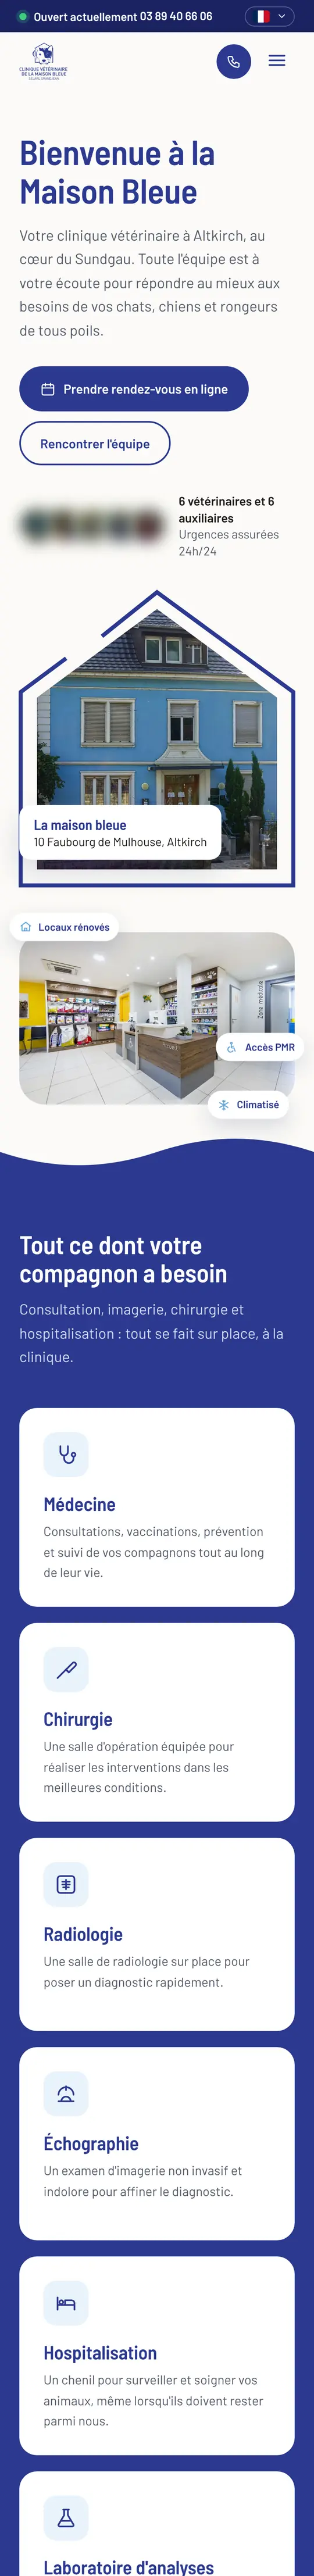 Ouvert actuellement 03 89 40 66 06
CLINIQUE VÉTÉRINAIRE
DE LA MAISON BLEUE
Bienvenue à la
Maison Bleue
Votre clinique vétérinaire à Altkirch, au
cœur du Sundgau. Toute l'équipe est à
votre écoute pour répondre au mieux aux
besoins de vos chats, chiens et rongeurs
de tous poils.
Prendre rendez-vous en ligne
Rencontrer l'équipe
6 vétérinaires et 6
auxiliaires
Urgences assurées
24h/24
La maison bleue
10 Faubourg de Mulhouse, Altkirch
Locaux rénovés
Zone médicale
Accès PMR
Climatisé
Tout ce dont votre
compagnon a besoin
Consultation, imagerie, chirurgie et
hospitalisation : tout se fait sur place, à la
clinique.
Médecine
Consultations, vaccinations, prévention
et suivi de vos compagnons tout au long
de leur vie.
Chirurgie
Une salle d'opération équipée pour
réaliser les interventions dans les
meilleures conditions.
Radiologie
Une salle de radiologie sur place pour
poser un diagnostic rapidement.
Échographie
Un examen d'imagerie non invasif et
indolore pour affiner le diagnostic.
Hospitalisation
Un chenil pour surveiller et soigner vos
animaux, même lorsqu'ils doivent rester
parmi nous.
Laboratoire d'analyses